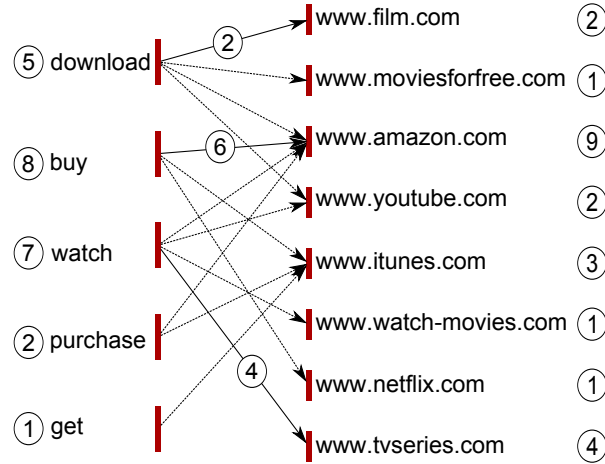 5 download
8 buy
7 watch
2 purchase
1 get
2
6
4
www.film.com 2
www.moviesforfree.com 1
www.amazon.com 9
www.youtube.com 2
www.itunes.com 3
www.watch-movies.com 1
www.netflix.com 1
www.tvseries.com 4